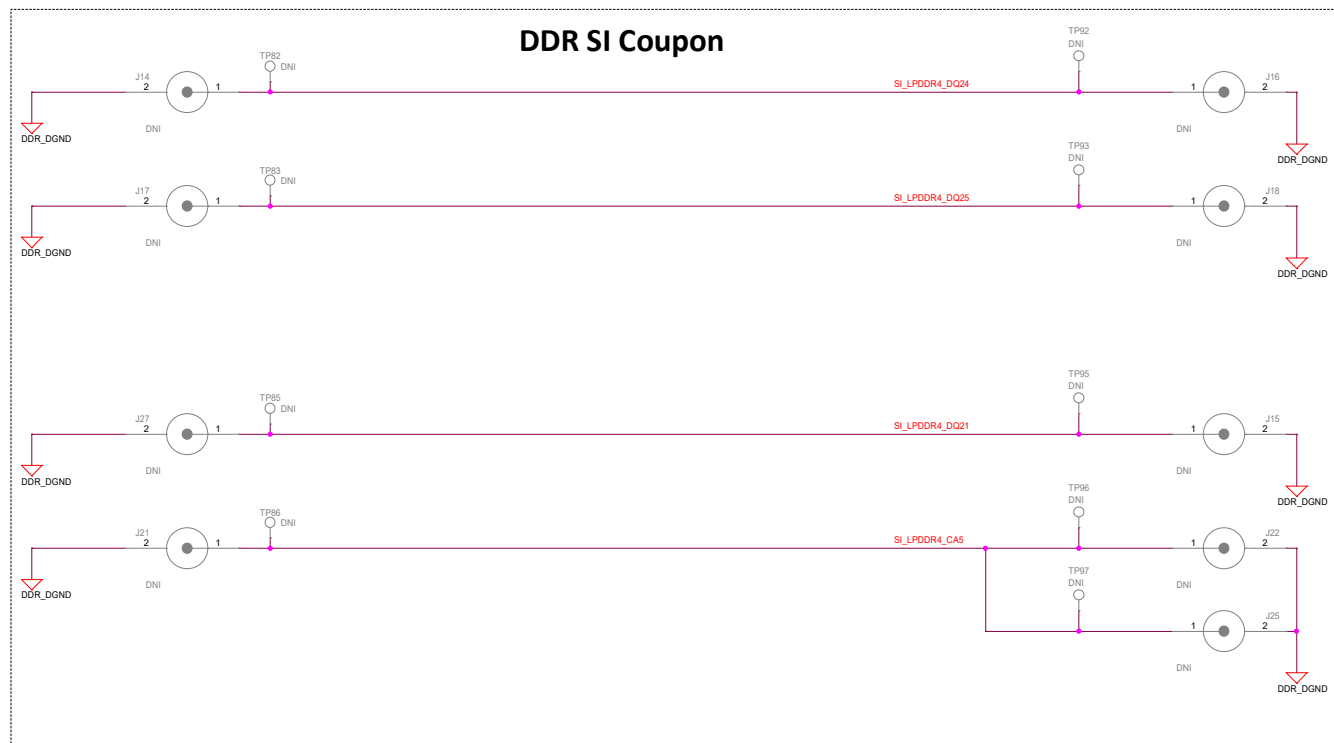 DDR SI Coupon
TP82
DNI
TP92
DNI
J14
2
1
SI_LPDDR4_DQ24
1
J16
2
DNI
DNI
DDR_DGND
DDR_DGND
TP83
DNI
TP93
DNI
J17
2
1
SI_LPDDR4_DQ25
1
J18
2
DNI
DNI
DDR_DGND
DDR_DGND
TP85
DNI
TP95
DNI
J27
2
1
SI_LPDDR4_DQ21
1
J15
2
DNI
DNI
DDR_DGND
DDR_DGND
TP86
DNI
TP96
DNI
J21
2
1
SI_LPDDR4_CA5
1
J22
2
DNI
DNI
DDR_DGND
TP97
DNI
1
J25
2
DNI
DDR_DGND